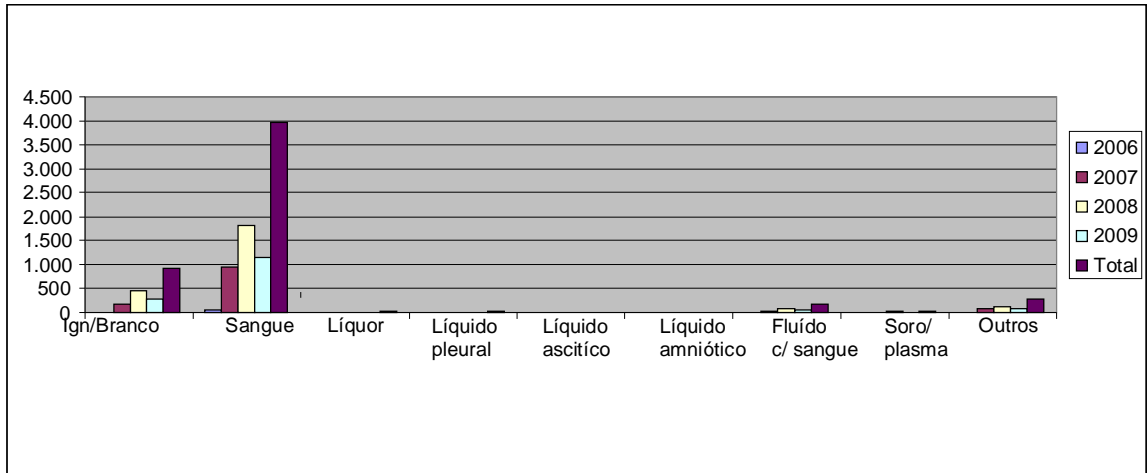 4.500
4.000
3.500
3.000
2.500
2.000
1.500
1.000
500
0
Ign/Branco
Sangue
Líquor
Líquido
pleural
Líquido
ascitíco
Líquido
amniótico
Fluído
c/ sangue
Soro/
plasma
Outros
2006
2007
2008
2009
Total